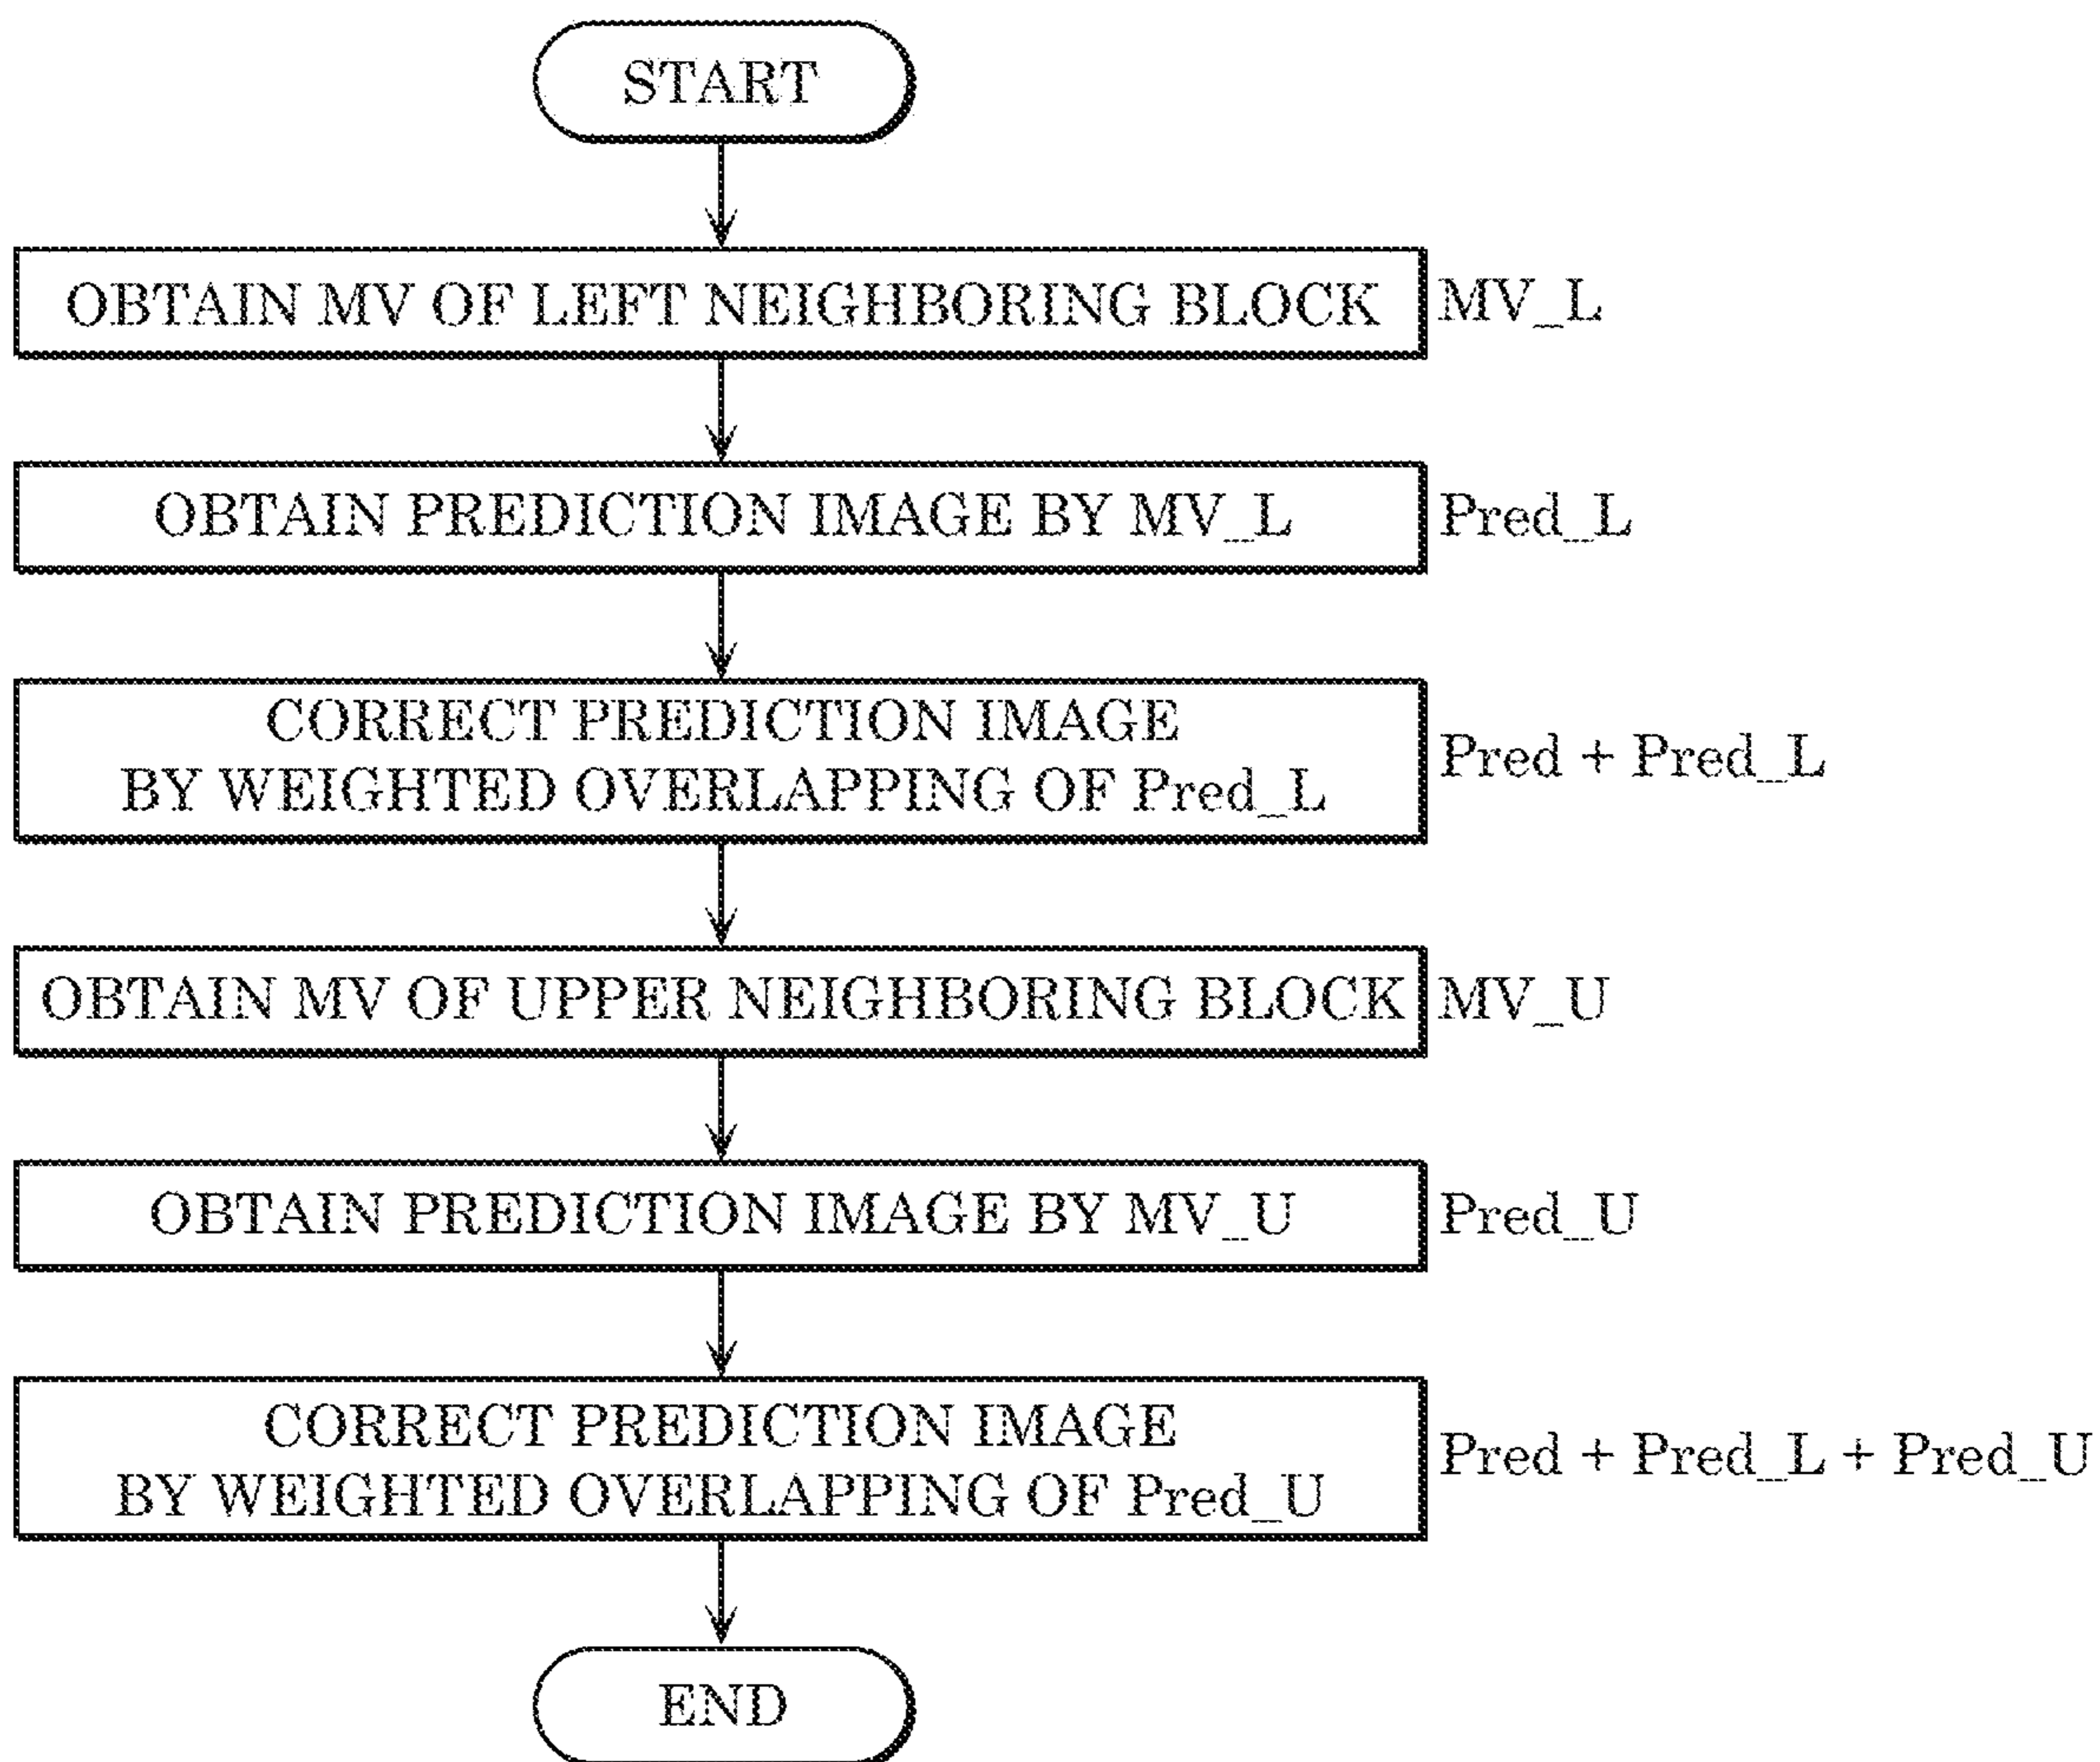 START
OBTAIN MV OF LEFT NEIGHBORING BLOCK
MV_L
OBTAIN PREDICTION IMAGE BY MV_L
Pred_L
CORRECT PREDICTION IMAGE
BY WEIGHTED OVERLAPPING OF Pred_L
Pred + Pred_L
OBTAIN MV OF UPPER NEIGHBORING BLOCK
MV_U
OBTAIN PREDICTION IMAGE BY MV_U
Pred_U
CORRECT PREDICTION IMAGE
BY WEIGHTED OVERLAPPING OF Pred_U
Pred + Pred_L + Pred_U
END